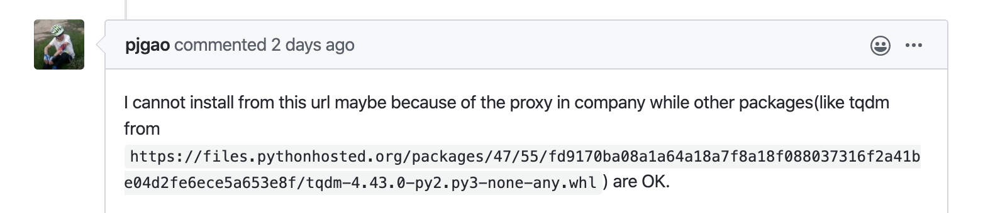 pjgao commented 2 days ago
I cannot install from this url maybe because of the proxy in company while other packages(like tqdm
from
https://files.pythonhosted.org/packages/47/55/fd9170ba08a1a64a18a7f8a18f088037316f2a41b
e04d2fe6ece5a653e8f/tqdm-4.43.0-py2.py3-none-any.whl ) are OK.